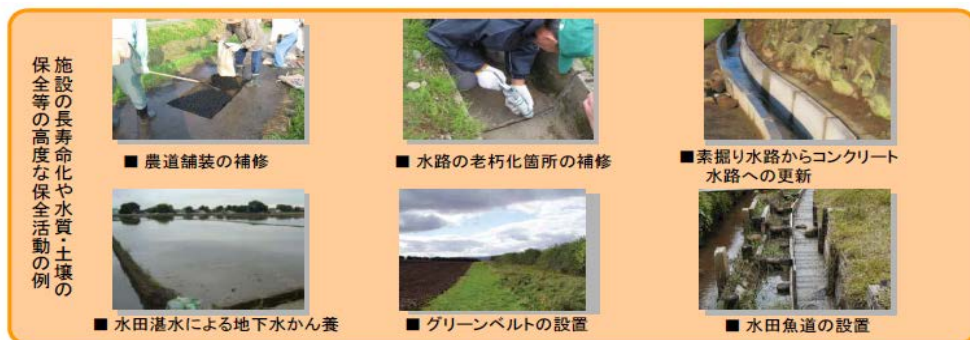 施設の長寿命化や水質・土壌の
保全等の高度な保全活動の例
■ 農道舗装の補修
■ 水路の老朽化箇所の補修
■素掘り水路からコンクリート
水路への更新
■ 水田湛水による地下水かん養
■ グリーンベルトの設置
■ 水田魚道の設置